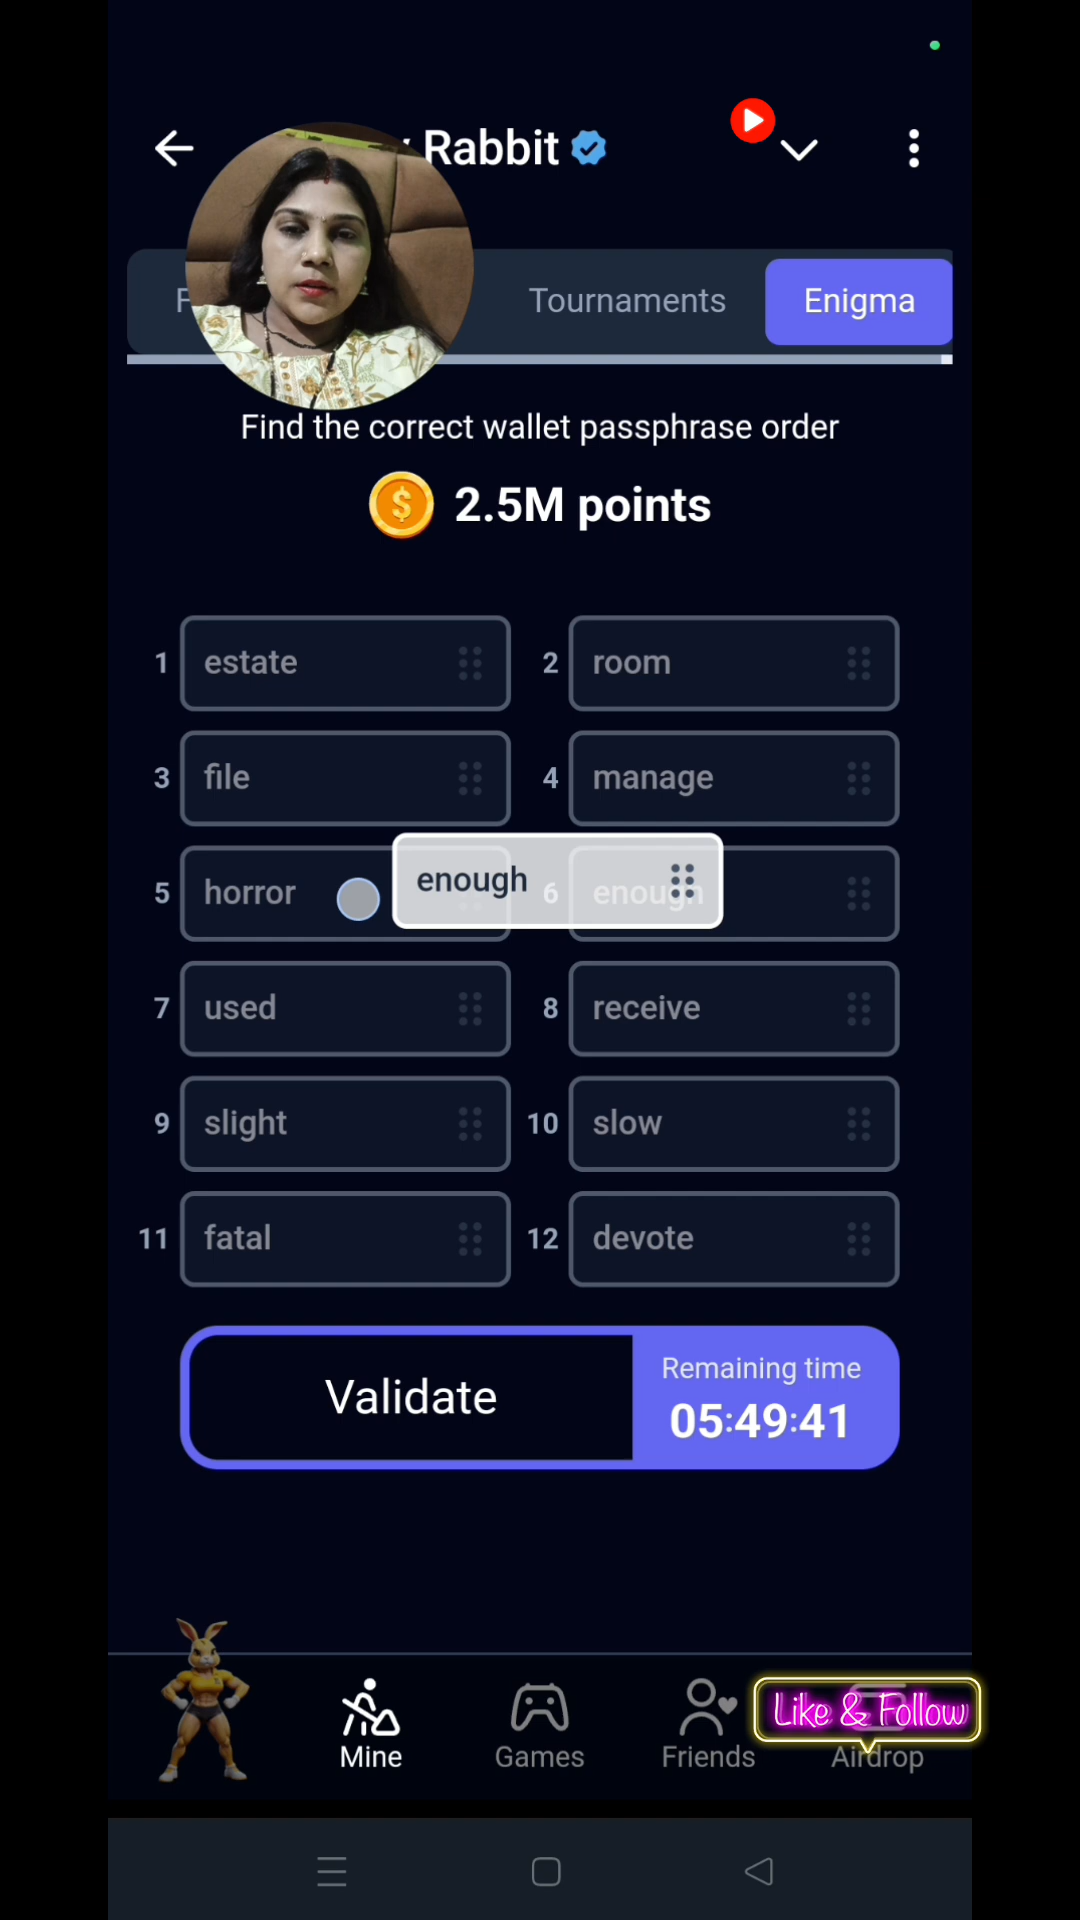 Rabbit
F
Tournaments
Enigma
Find the correct wallet passphrase order
$ 2.5M points
1 estate
2 room
3 file
4 manage
5 horror
enough
6 enough
7 used
8 receive
9 slight
10 slow
11 fatal
12 devote
Validate
Remaining time
05:49:41
Like & Follow
Mine
Games
Friends
Airdrop